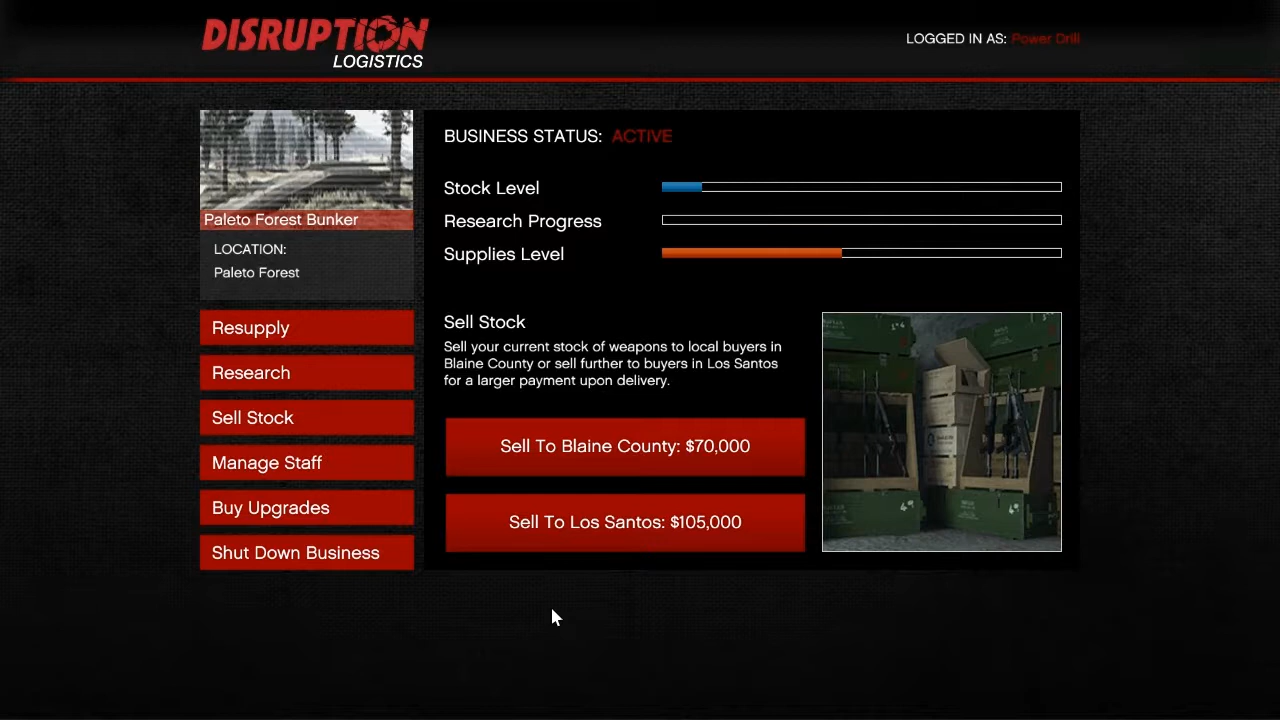 DISRUPTION
LOGISTICS
LOGGED IN AS: Power Drill
Paleto Forest Bunker
LOCATION:
Paleto Forest
Resupply
Research
Sell Stock
Manage Staff
Buy Upgrades
Shut Down Business
BUSINESS STATUS: ACTIVE
Stock Level
Research Progress
Supplies Level
Sell Stock
Sell your current stock of weapons to local buyers in
Blaine County or sell further to buyers in Los Santos
for a larger payment upon delivery.
Sell To Blaine County: $70,000
Sell To Los Santos: $105,000